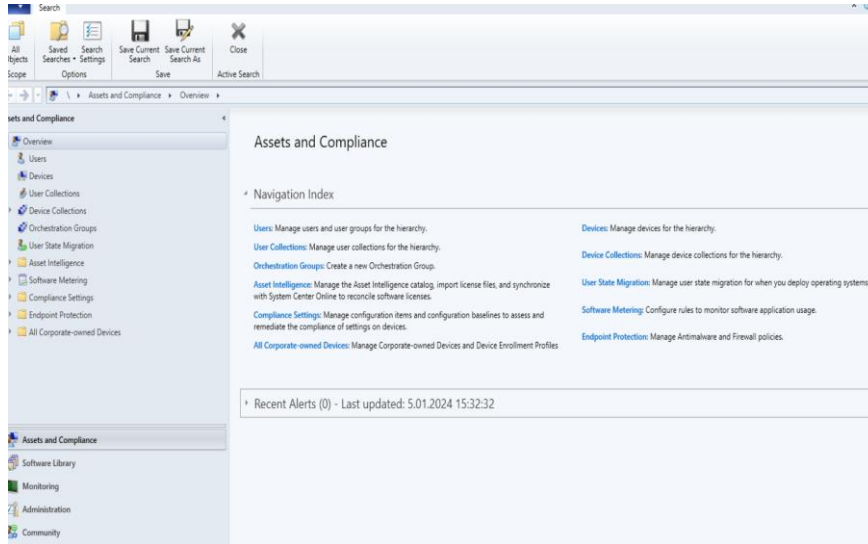 Search
All
Objects
Saved
Searches
Search
Settings
Save Current
Search
Save Current
Search As
Close
Scope
Options
Save
Active Search
\ Assets and Compliance Overview
sets and Compliance
Overview
Users
Devices
User Collections
Device Collections
Orchestration Groups
User State Migration
Asset Intelligence
Software Metering
Compliance Settings
Endpoint Protection
All Corporate-owned Devices
Assets and Compliance
Software Library
Monitoring
Administration
Community
Assets and Compliance
Navigation Index
Users: Manage users and user groups for the hierarchy.
User Collections: Manage user collections for the hierarchy.
Orchestration Groups: Create a new Orchestration Group.
Asset Intelligence: Manage the Asset Intelligence catalog, import license files, and synchronize
with System Center Online to reconcile software licenses.
Compliance Settings: Manage configuration items and configuration baselines to assess and
remediate the compliance of settings on devices.
All Corporate-owned Devices: Manage Corporate-owned Devices and Device Enrollment Profiles
Devices: Manage devices for the hierarchy.
Device Collections: Manage device collections for the hierarchy.
User State Migration: Manage user state migration for when you deploy operating systems
Software Metering: Configure rules to monitor software application usage.
Endpoint Protection: Manage Antimalware and Firewall policies.
Recent Alerts (0) - Last updated: 5.01.2024 15:32:32